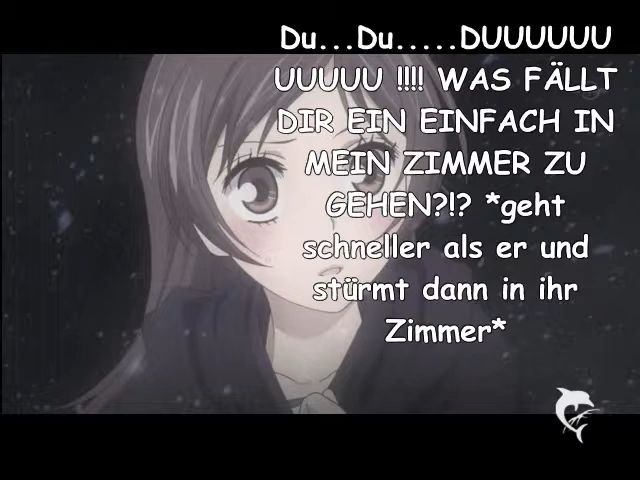 Du...Du.....DUUUUUU
UUUUU !!!! WAS FÄLLT
DIR EIN EINFACH IN
MEIN ZIMMER ZU
GEHEN?!? *geht
schneller als er und
stürmt dann in ihr
Zimmer*